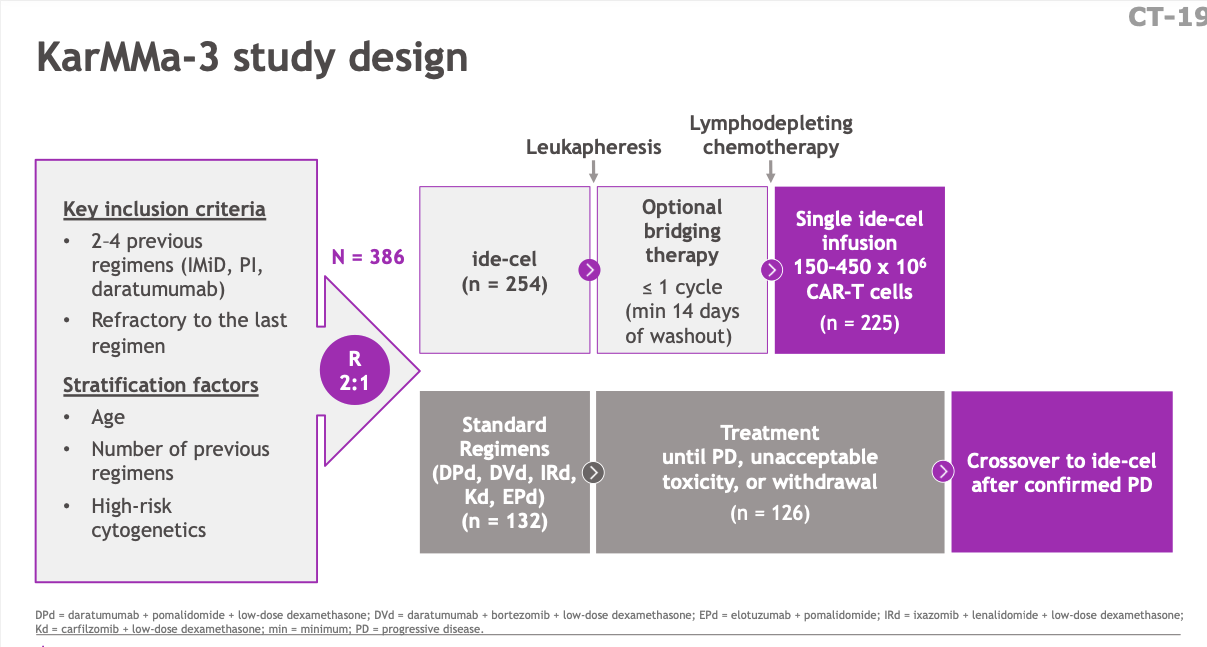 CT-19
KarMMa-3 study design
Key inclusion criteria
• 2–4 previous
regimens (IMiD, PI,
daratumumab)
• Refractory to the last
regimen
Stratification factors
• Age
• Number of previous
regimens
• High-risk
cytogenetics
N = 386
R
2:1
Leukapheresis
Lymphodepleting
chemotherapy
ide-cel
(n = 254)
Optional
bridging
therapy
≤ 1 cycle
(min 14 days
of washout)
Single ide-cel
infusion
150–450 x 10⁶
CAR-T cells
(n = 225)
Standard
Regimens
(DPd, DVd, IRd,
Kd, EPd)
(n = 132)
Treatment
until PD, unacceptable
toxicity, or withdrawal
(n = 126)
Crossover to ide-cel
after confirmed PD
DPd = daratumumab + pomalidomide + low-dose dexamethasone; DVd = daratumumab + bortezomib + low-dose dexamethasone; EPd = elotuzumab + pomalidomide; IRd = ixazomib + lenalidomide + low-dose dexamethasone;
Kd = carfilzomib + low-dose dexamethasone; min = minimum; PD = progressive disease.